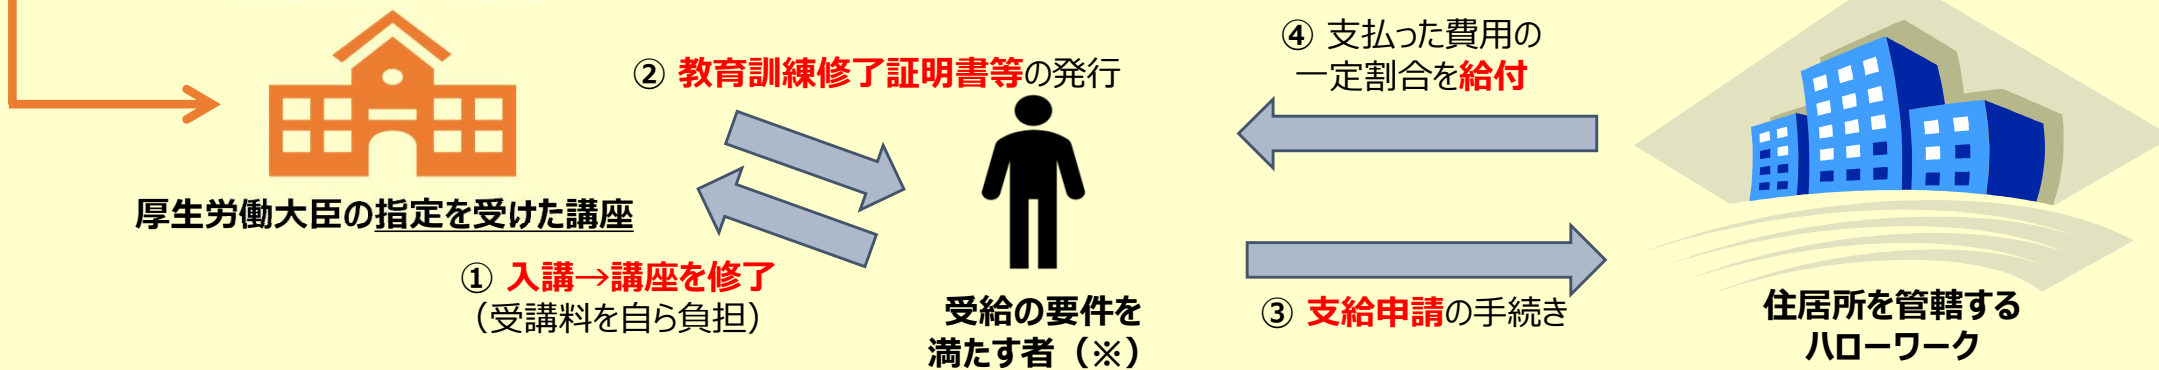 ④ 支払った費用の
一定割合を給付
② 教育訓練修了証明書等の発行
厚生労働大臣の指定を受けた講座
① 入講→講座を修了
（受講料を自ら負担）
受給の要件を
満たす者（※）
③ 支給申請の手続き
住居所を管轄する
ハローワーク